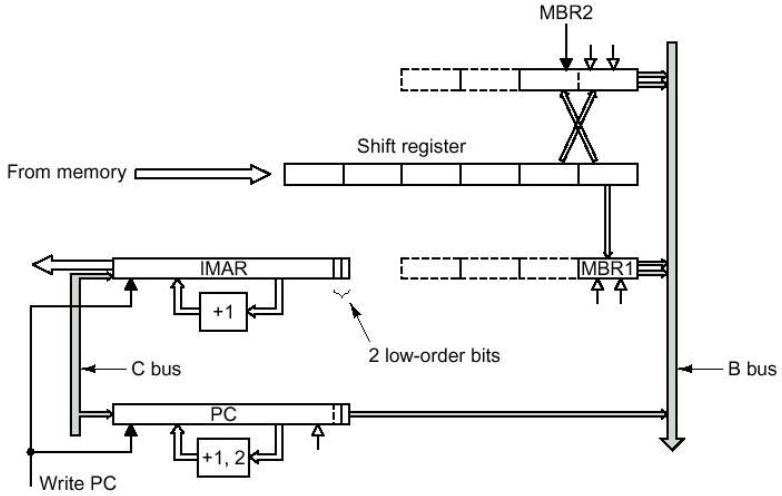 MBR2
Shift register
From memory
IMAR
MBR1
+1
2 low-order bits
C bus
B bus
PC
+1, 2
Write PC